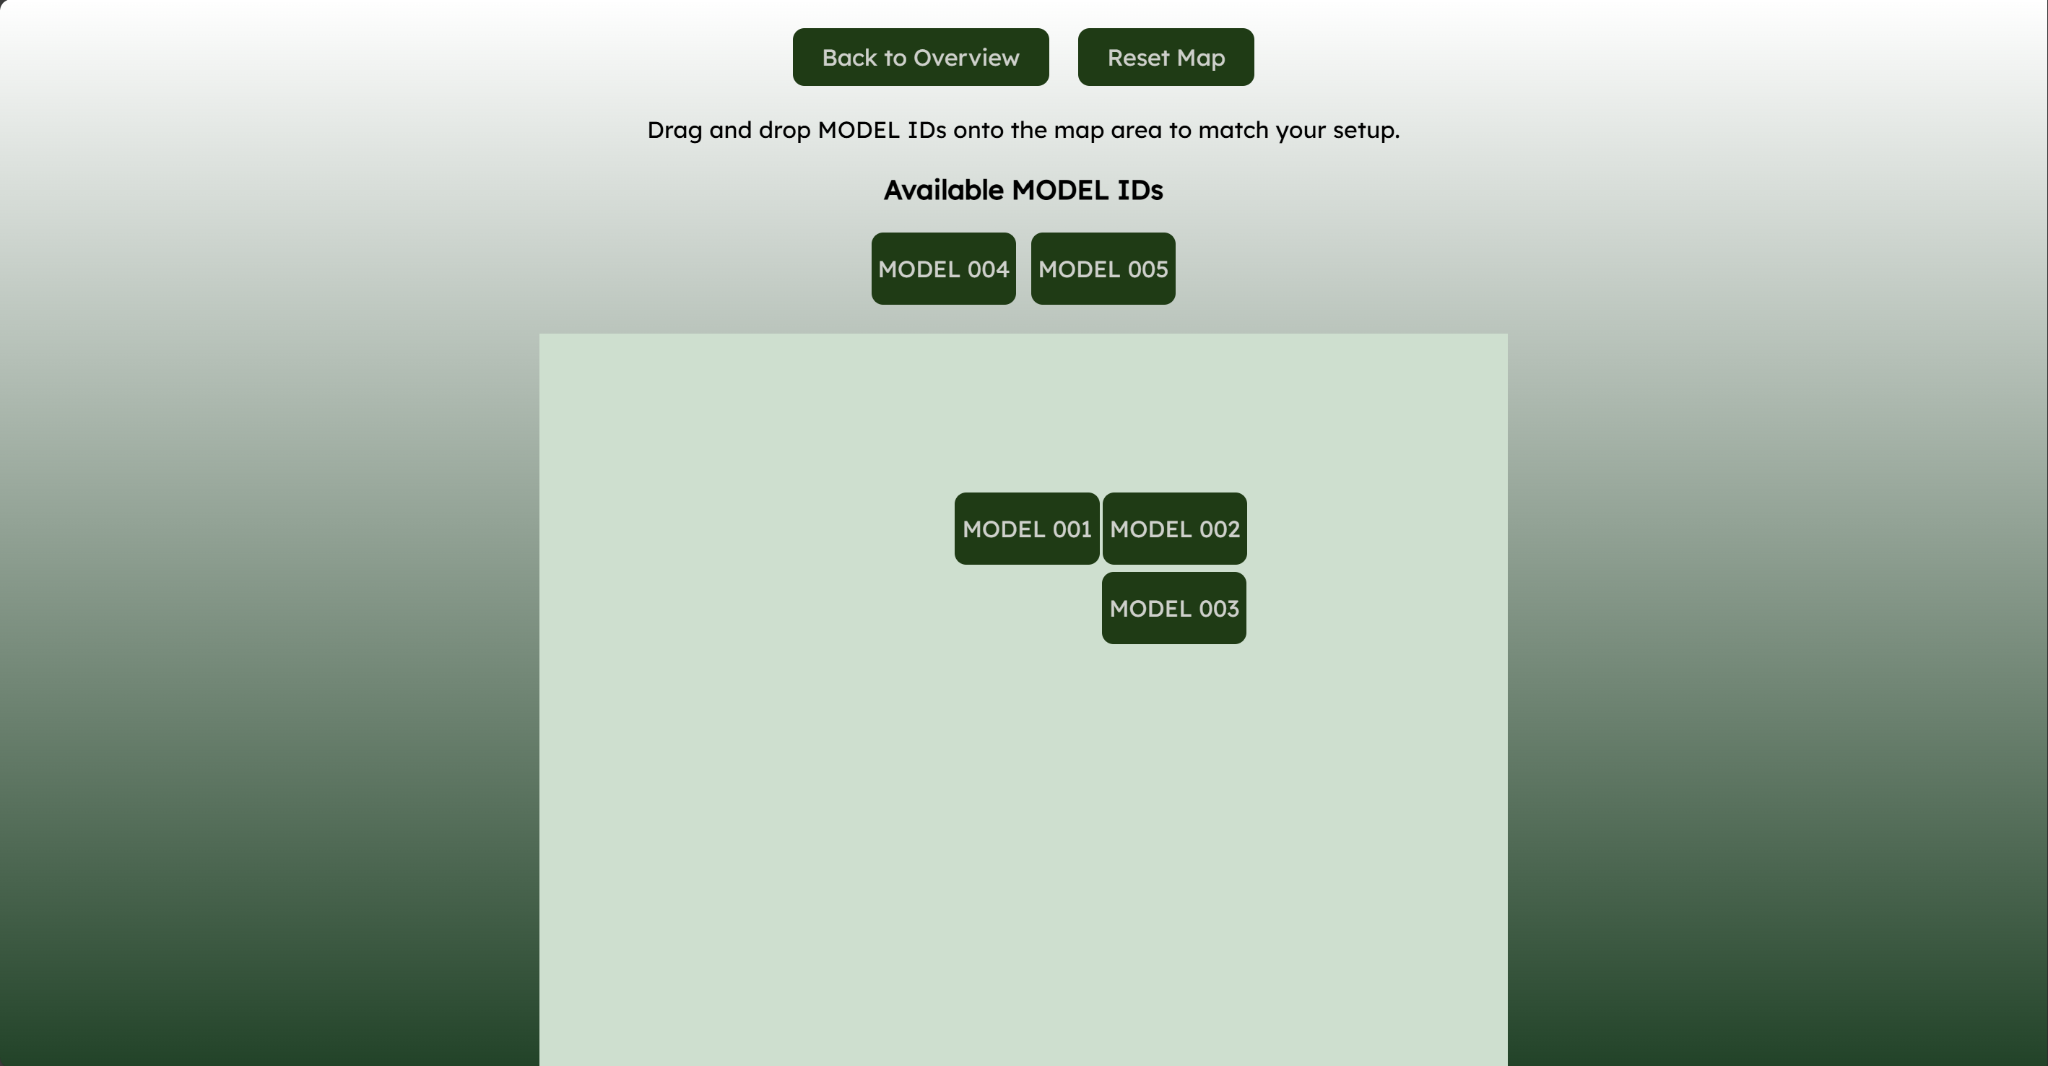 Back to Overview Reset Map
Drag and drop MODEL IDs onto the map area to match your setup.
Available MODEL IDs
MODEL 004 MODEL 005
MODEL 001 MODEL 002
MODEL 003